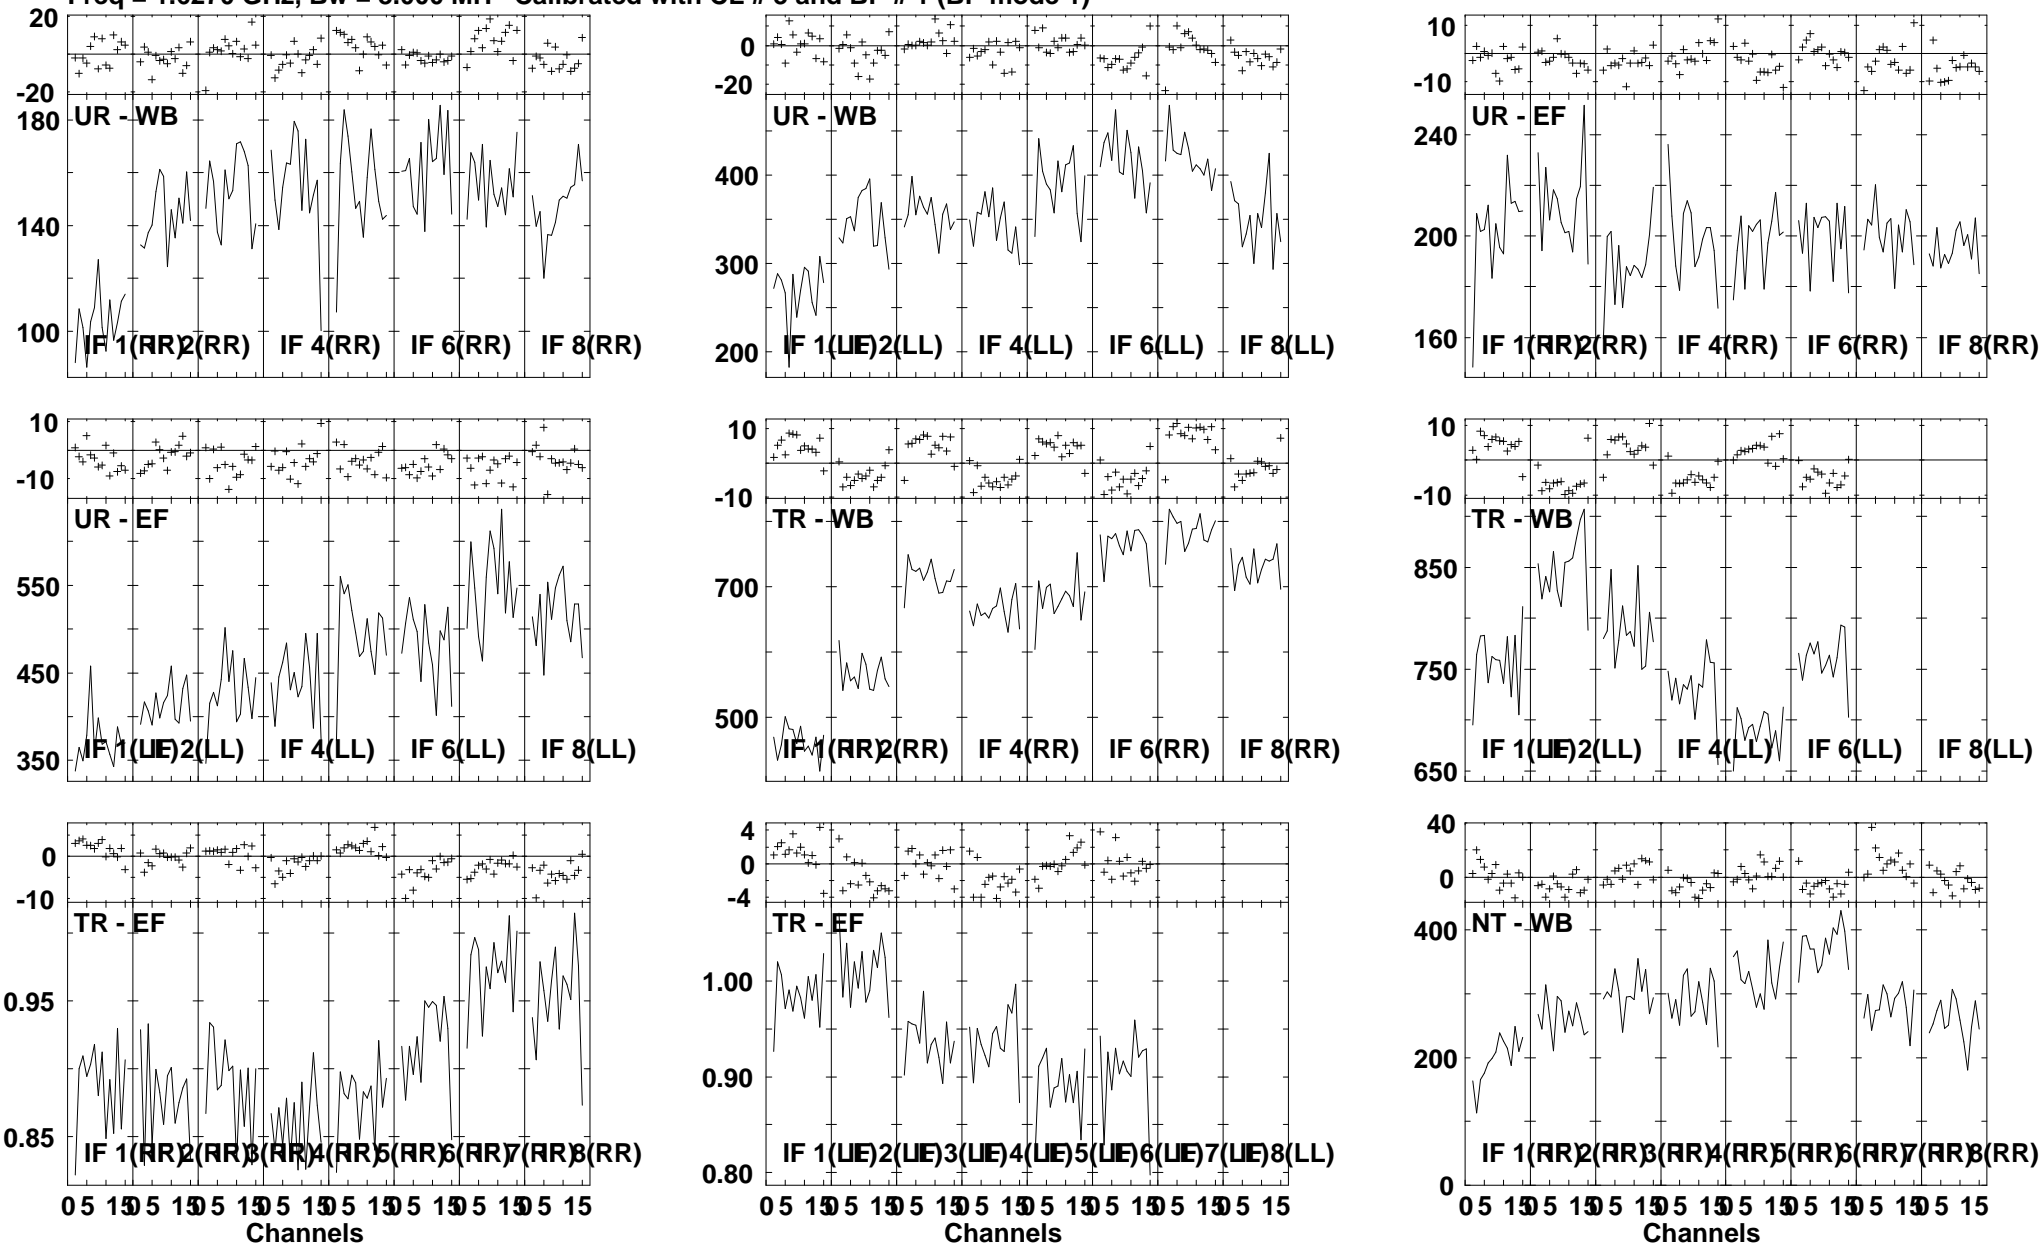 20
0
-20
180
140
100
UR - WB
IF 1(RR) IF 2(RR) IF 4(RR) IF 6(RR) IF 8(RR)
0
-20
400
300
200
UR - WB
IF 1(LL) IF 2(LL) IF 4(LL) IF 6(LL) IF 8(LL)
10
-10
240
200
160
UR - EF
IF 1(RR) IF 2(RR) IF 4(RR) IF 6(RR) IF 8(RR)
10
-10
550
450
350
UR - EF
IF 1(LL) IF 2(LL) IF 4(LL) IF 6(LL) IF 8(LL)
10
-10
700
500
TR - WB
IF 1(RR) IF 2(RR) IF 4(RR) IF 6(RR) IF 8(RR)
10
-10
850
750
650
TR - WB
IF 1(LL) IF 2(LL) IF 4(LL) IF 6(LL) IF 8(LL)
0
-10
0.95
0.85
TR - EF
IF 1(RR) IF 2(RR) IF 3(RR) IF 4(RR) IF 5(RR) IF 6(RR) IF 7(RR) IF 8(RR)
0 5 15 0 5 15 0 5 15 0 5 15 0 5 15 0 5 15 0 5 15 0 5 15
Channels
4
0
-4
1.00
0.90
0.80
TR - EF
IF 1(LL) IF 2(LL) IF 3(LL) IF 4(LL) IF 5(LL) IF 6(LL) IF 7(LL) IF 8(LL)
0 5 15 0 5 15 0 5 15 0 5 15 0 5 15 0 5 15 0 5 15 0 5 15
Channels
40
0
400
200
0
NT - WB
IF 1(RR) IF 2(RR) IF 3(RR) IF 4(RR) IF 5(RR) IF 6(RR) IF 7(RR) IF 8(RR)
0 5 15 0 5 15 0 5 15 0 5 15 0 5 15 0 5 15 0 5 15 0 5 15
Channels